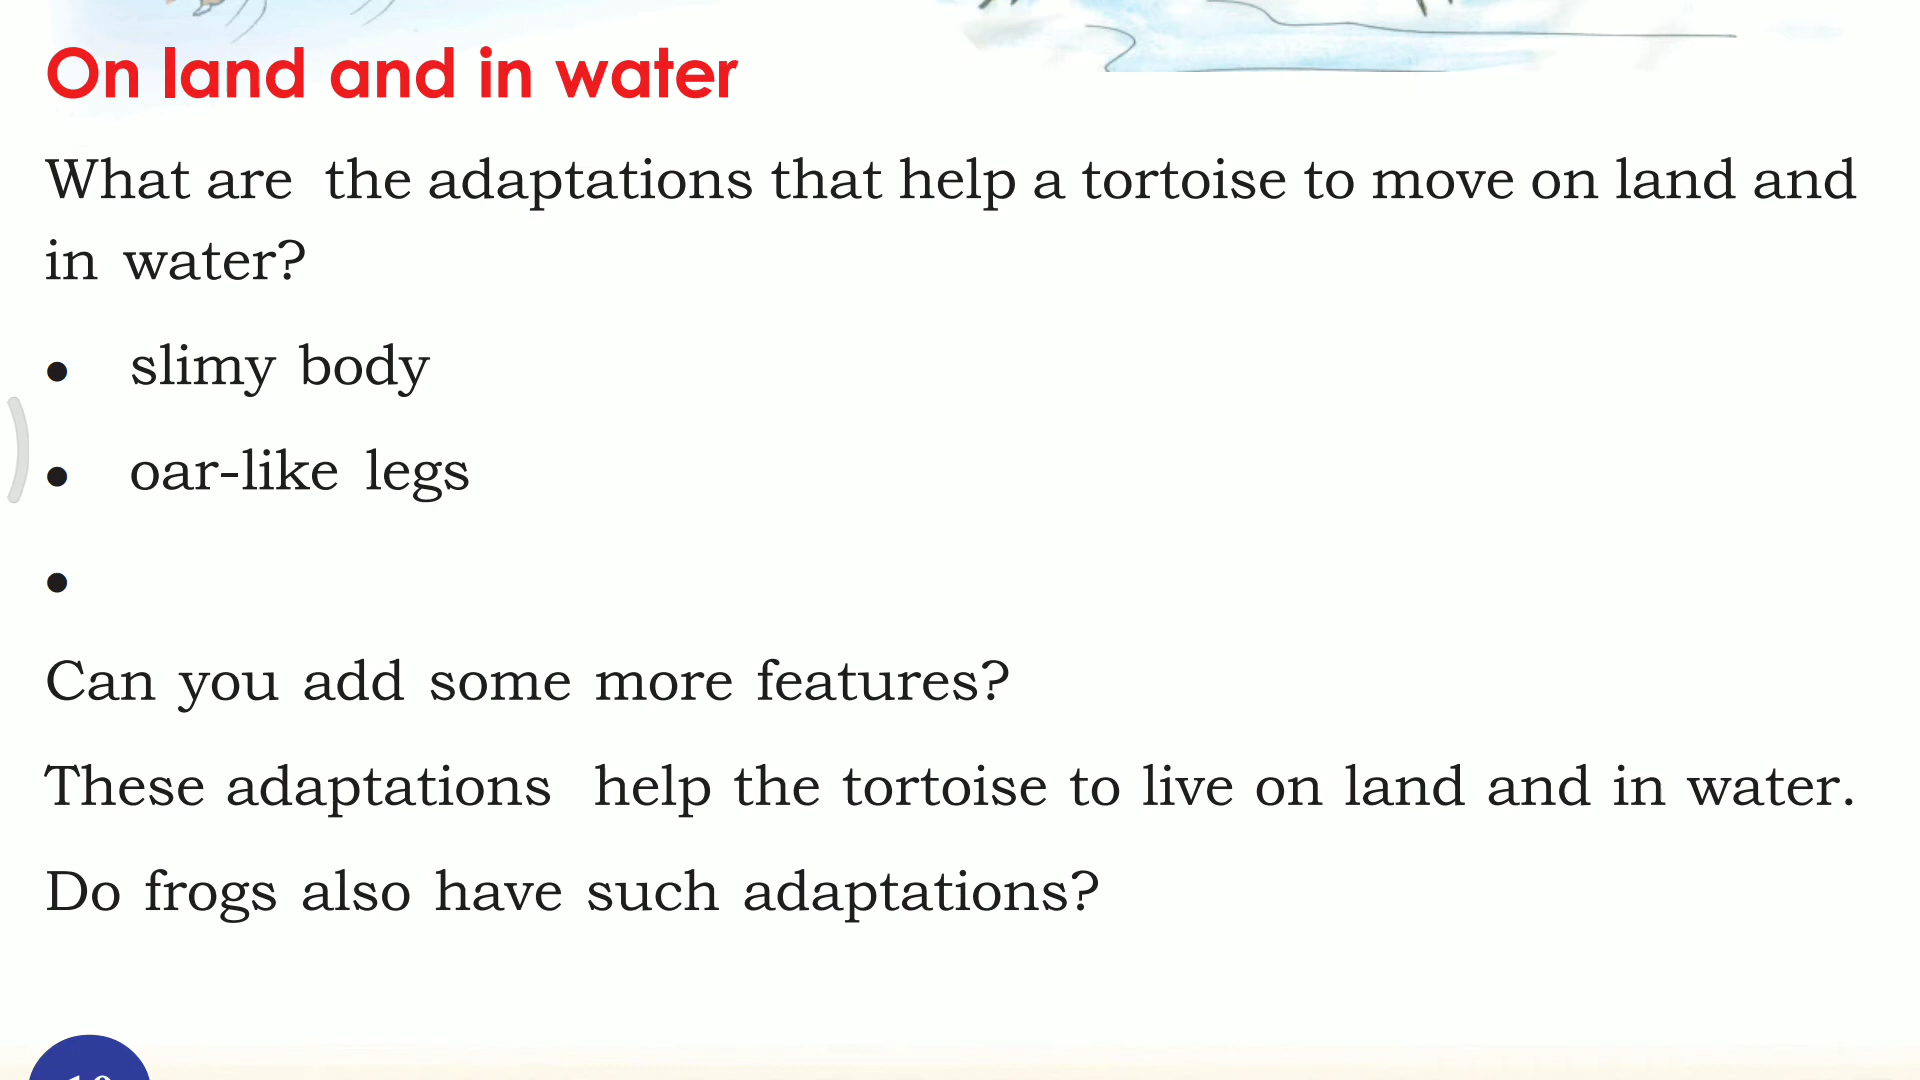 On land and in water
What are the adaptations that help a tortoise to move on land and
in water?
• slimy body
• oar-like legs
•
Can you add some more features?
These adaptations help the tortoise to live on land and in water.
Do frogs also have such adaptations?